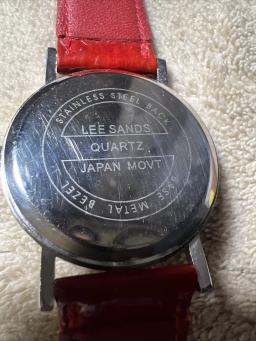 STAINLESS STEEL BACK
LEE SANDS
QUARTZ
JAPAN MOVT
BASE METAL BEZEL